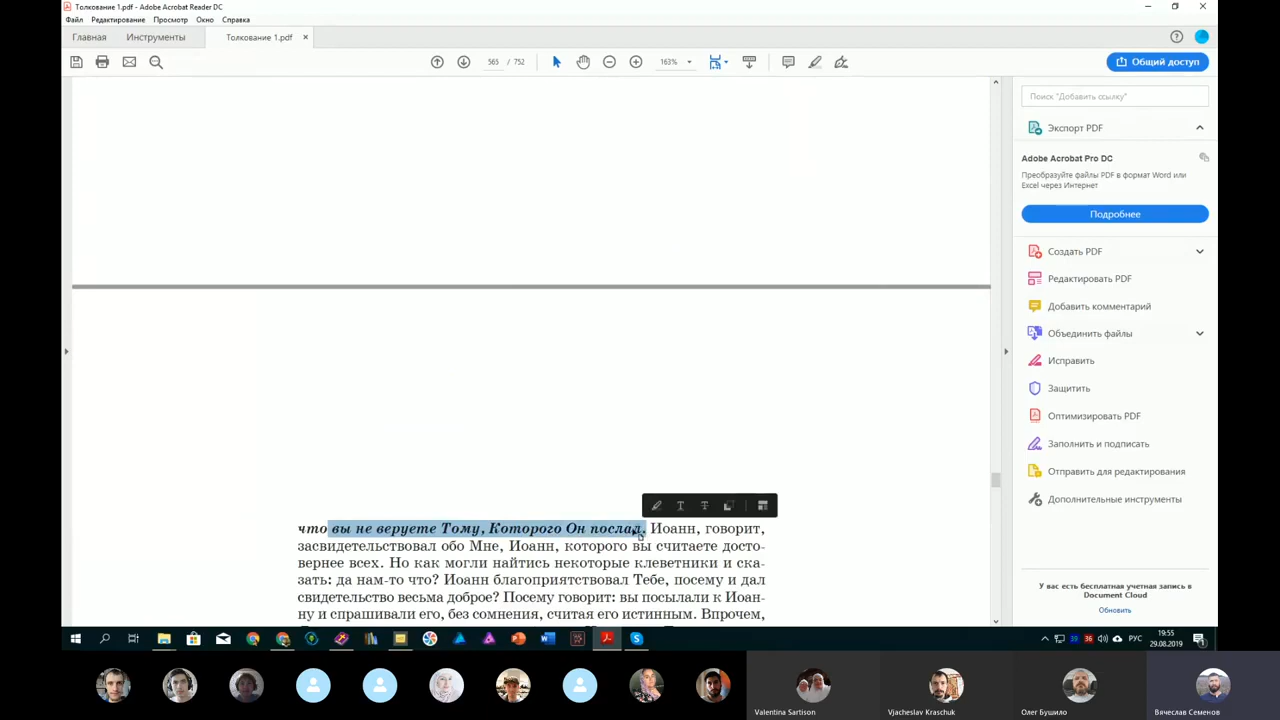 Толкование 1.pdf - Adobe Acrobat Reader DC
Файл Редактирование Просмотр Окно Справка
Главная Инструменты Толкование 1.pdf ×
565 / 752 163% Общий доступ
Поиск "Добавить ссылку"
Экспорт PDF
Adobe Acrobat Pro DC
Преобразуйте файлы PDF в формат Word или
Excel через Интернет
Подробнее
Создать PDF
Редактировать PDF
Добавить комментарий
Объединить файлы
Исправить
Защитить
Оптимизировать PDF
Заполнить и подписать
Отправить для редактирования
Дополнительные инструменты
У вас есть бесплатная учетная запись в
Document Cloud
Обновить
что вы не веруете Тому, Которого Он послал. Иоанн, говорит,
засвидетельствовал обо Мне, Иоанн, которого вы считаете досто-
вернее всех. Но как могли найтись некоторые клеветники и ска-
зать: да нам-то что? Иоанн благоприятствовал Тебе, посему и дал
свидетельство весьма доброе? Посему говорит: вы посылали к Иоан-
ну и спрашивали его, без сомнения, считая его истинным. Впрочем,
39 36 РУС
19:55
29.08.2019
Valentina Sartison
Vjacheslav Kraschuk
Олег Бушило
Вячеслав Семенов